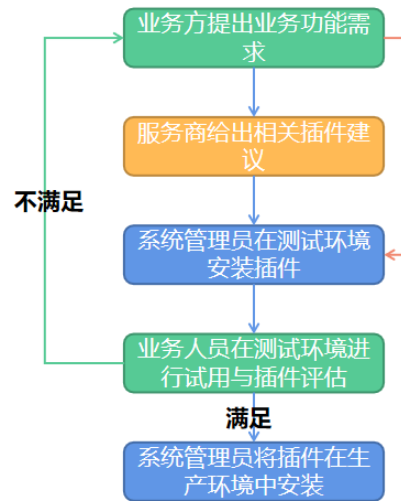 业务方提出业务功能需
求
服务商给出相关插件建
议
不满足
系统管理员在测试环境
安装插件
业务人员在测试环境进
行试用与插件评估
满足
系统管理员将插件在生
产环境中安装